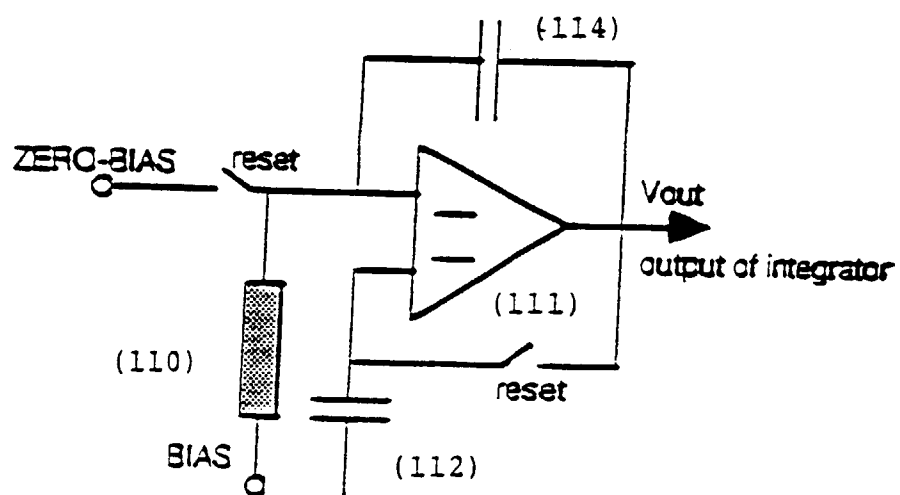 (114)
ZERO-BIAS
reset
Vout
output of integrator
(111)
(110)
reset
BIAS
(112)